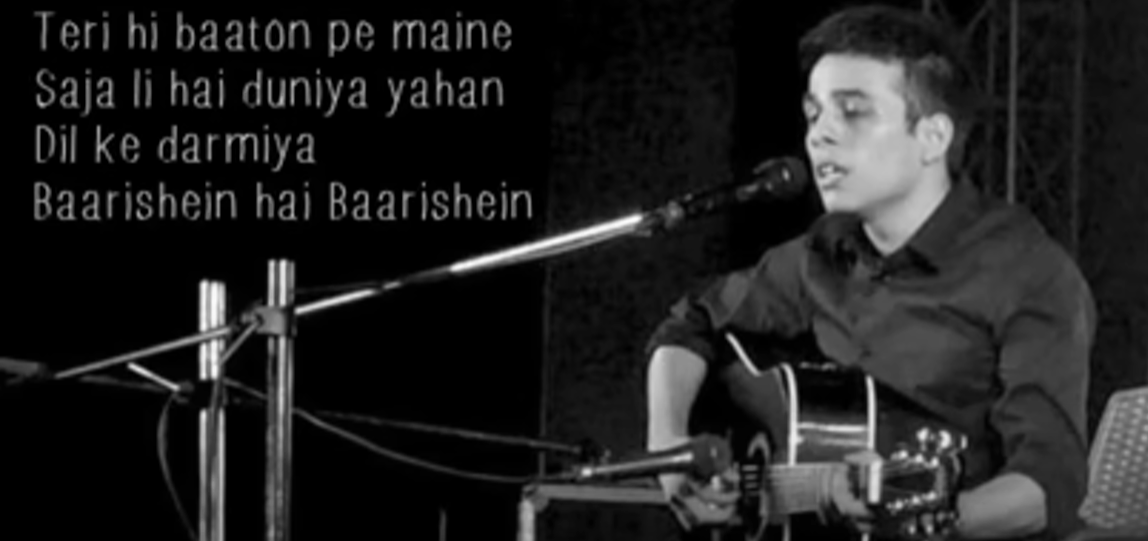 Teri hi baaton pe maine
Saja li hai duniya yahan
Dil ke darmiya
Baarishein hai Baarishein